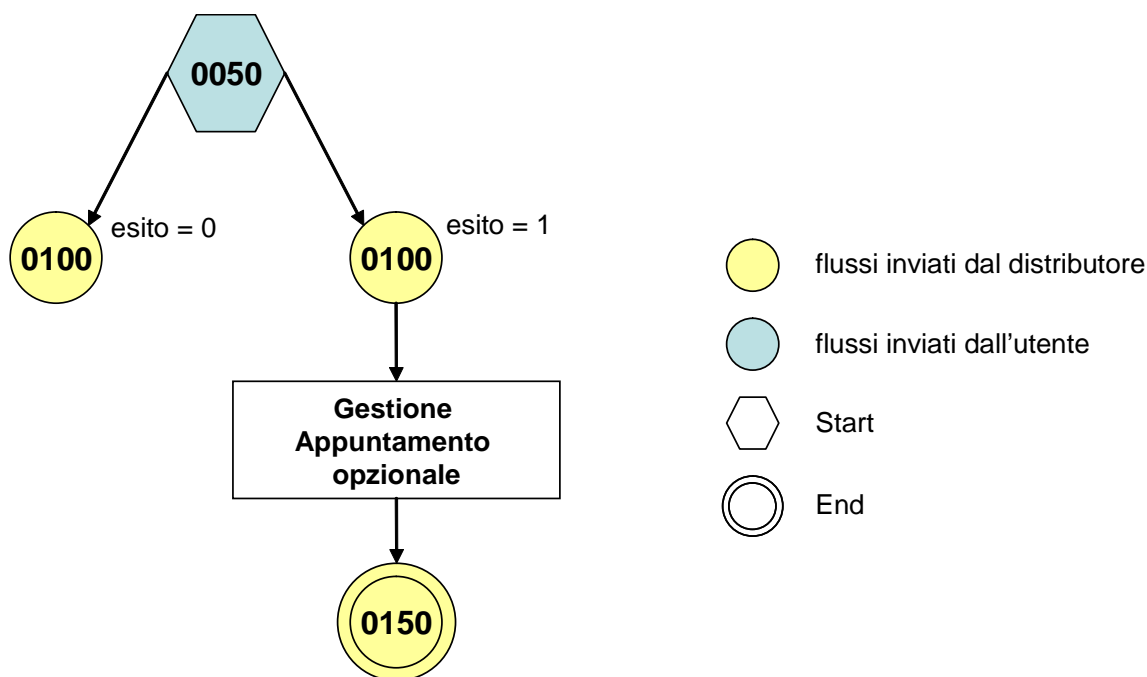 0050
esito = 0
esito = 1
0100
0100
flussi inviati dal distributore
flussi inviati dall'utente
Gestione
Appuntamento
opzionale
Start
End
0150